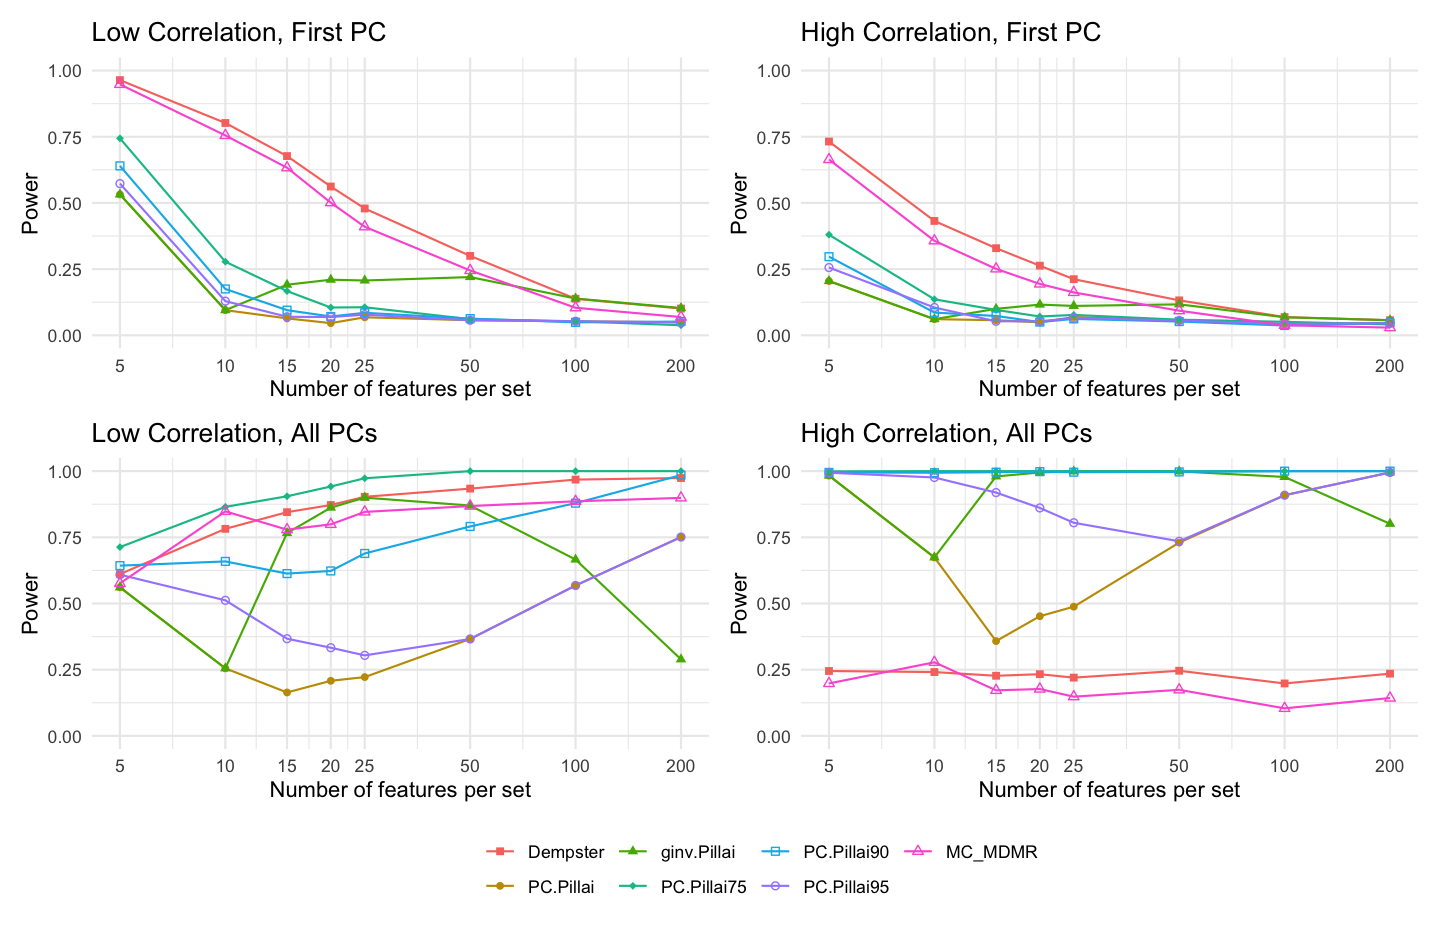 Low Correlation, First PC
1.00
0.75
0.50
0.25
0.00
Power
5 10 15 20 25 50 100 200
Number of features per set
High Correlation, First PC
1.00
0.75
0.50
0.25
0.00
Power
5 10 15 20 25 50 100 200
Number of features per set
Low Correlation, All PCs
1.00
0.75
0.50
0.25
0.00
Power
5 10 15 20 25 50 100 200
Number of features per set
High Correlation, All PCs
1.00
0.75
0.50
0.25
0.00
Power
5 10 15 20 25 50 100 200
Number of features per set
Dempster ginv.Pillai PC.Pillai90 MC_MDMR
PC.Pillai PC.Pillai75 PC.Pillai95